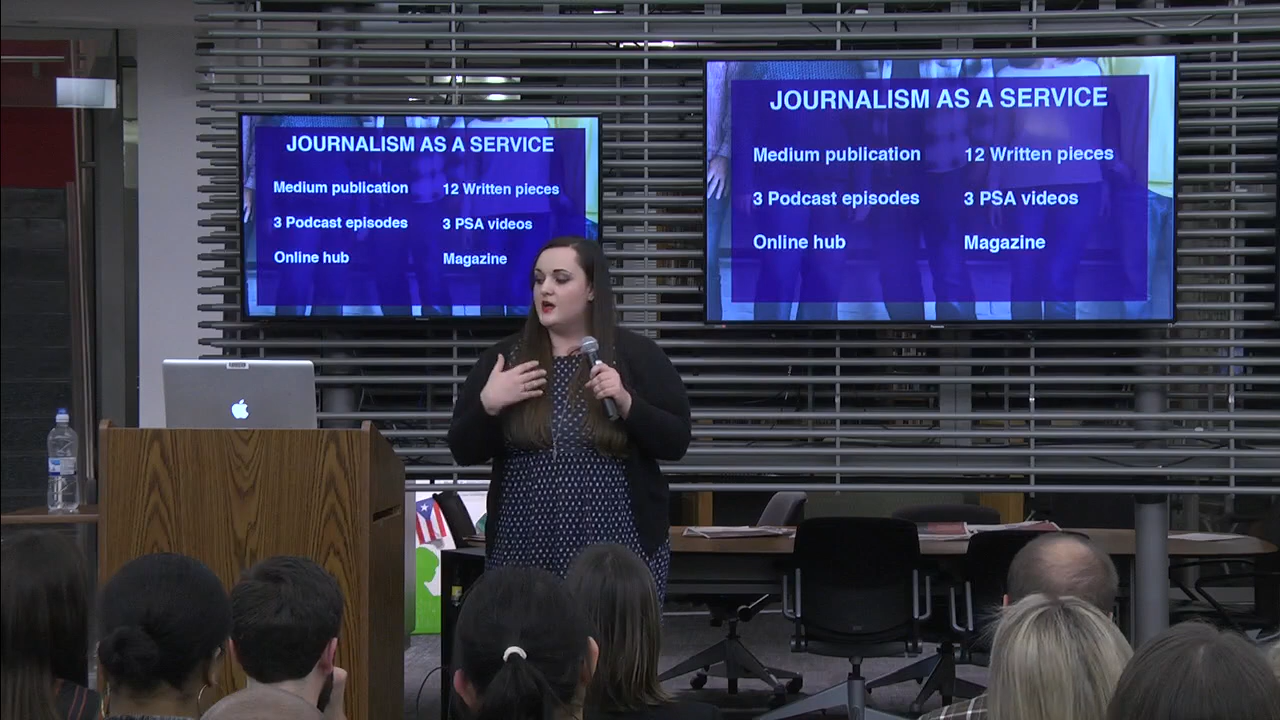 JOURNALISM AS A SERVICE
Medium publication 12 Written pieces
3 Podcast episodes 3 PSA videos
Online hub Magazine
JOURNALISM AS A SERVICE
Medium publication 12 Written pieces
3 Podcast episodes 3 PSA videos
Online hub Magazine